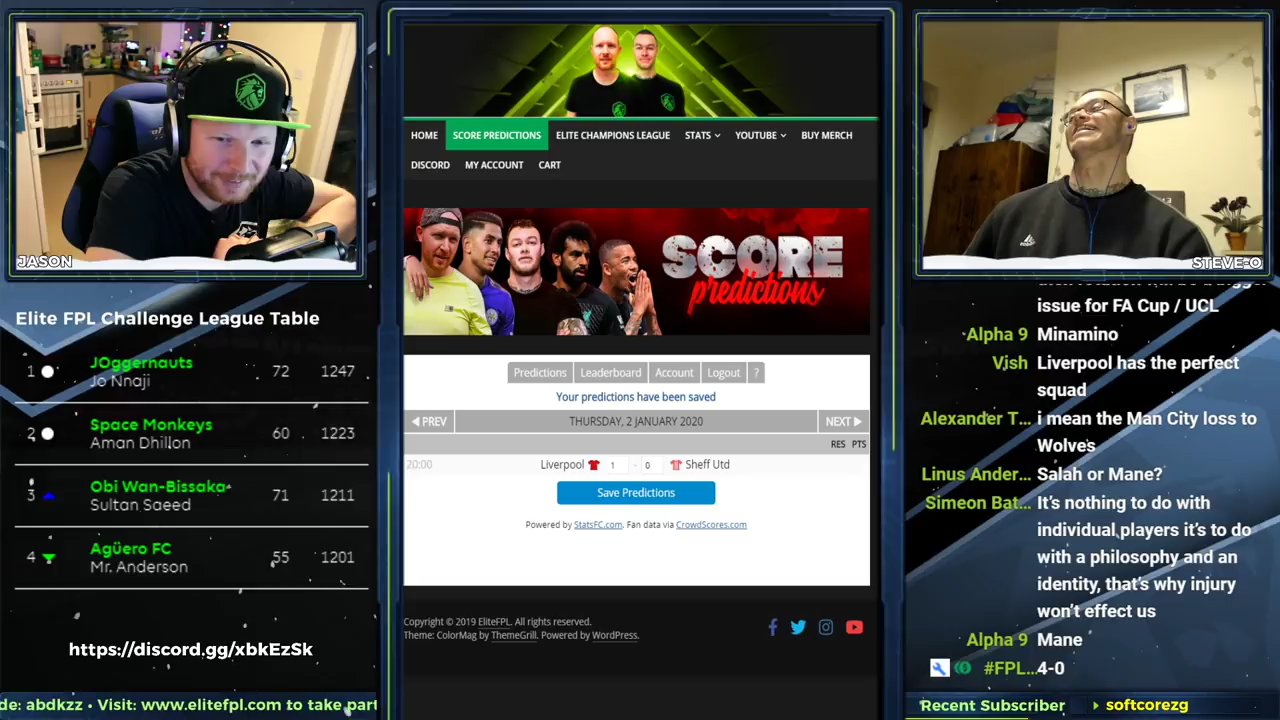 JASON
Elite FPL Challenge League Table
1 JOggernauts 72 1247
Jo Nnaji
2 Space Monkeys 60 1223
Aman Dhillon
3 Obi Wan-Bissaka 71 1211
Sultan Saeed
4 Agüero FC 55 1201
Mr. Anderson
https://discord.gg/xbkEzSk
de: abdkzz • Visit: www.elitefpl.com to take part
HOME SCORE PREDICTIONS ELITE CHAMPIONS LEAGUE STATS YOUTUBE BUY MERCH
DISCORD MY ACCOUNT CART
SCORE
predictions
Predictions Leaderboard Account Logout ?
Your predictions have been saved
PREV THURSDAY, 2 JANUARY 2020 NEXT
RES PTS
20:00 Liverpool 1 - 0 Sheff Utd
Save Predictions
Powered by StatsFC.com. Fan data via CrowdScores.com
Copyright © 2019 EliteFPL. All rights reserved.
Theme: ColorMag by ThemeGrill. Powered by WordPress.
STEVE-O
issue for FA Cup / UCL
Alpha 9 Minamino
Vish Liverpool has the perfect
squad
Alexander T... i mean the Man City loss to
Wolves
Linus Ander... Salah or Mane?
Simeon Bat... It's nothing to do with
individual players it's to do
with a philosophy and an
identity, that's why injury
won't effect us
Alpha 9 Mane
#FPL... 4-0
Recent Subscriber softcorezg